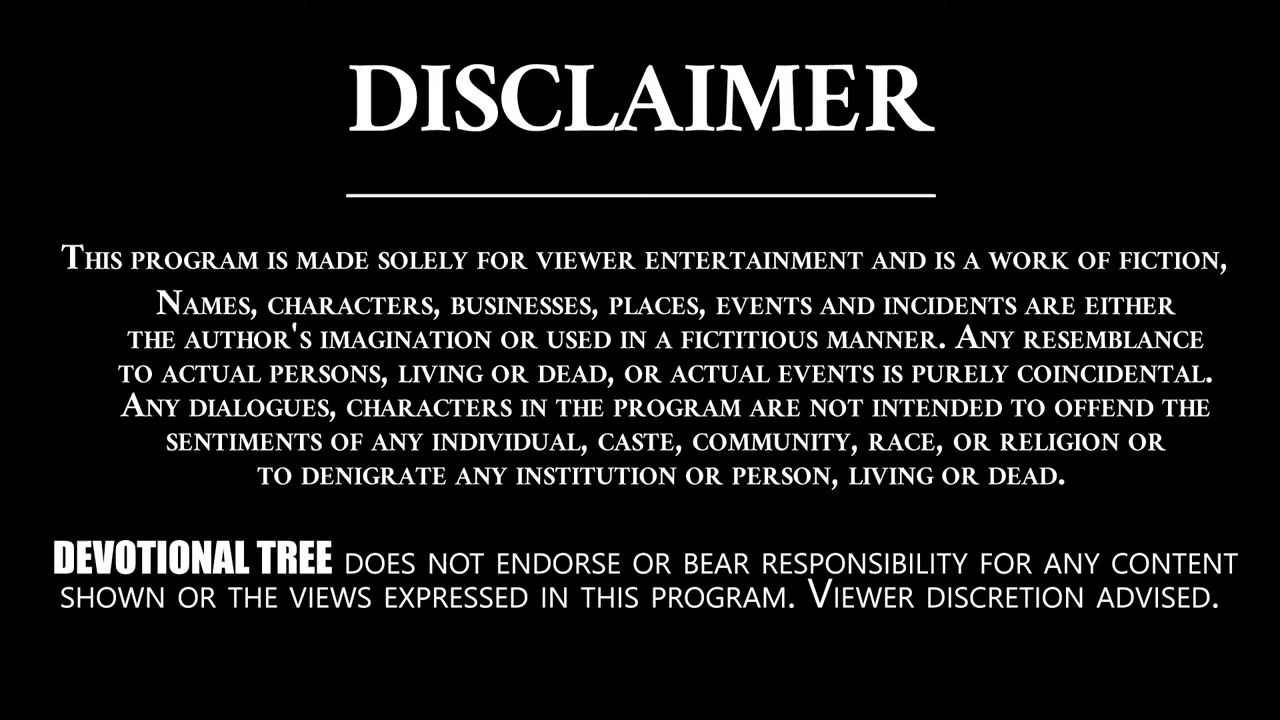 DISCLAIMER
This program is made solely for viewer entertainment and is a work of fiction,
Names, characters, businesses, places, events and incidents are either
the author's imagination or used in a fictitious manner. Any resemblance
to actual persons, living or dead, or actual events is purely coincidental.
Any dialogues, characters in the program are not intended to offend the
sentiments of any individual, caste, community, race, or religion or
to denigrate any institution or person, living or dead.
DEVOTIONAL TREE does not endorse or bear responsibility for any content
shown or the views expressed in this program. Viewer discretion advised.